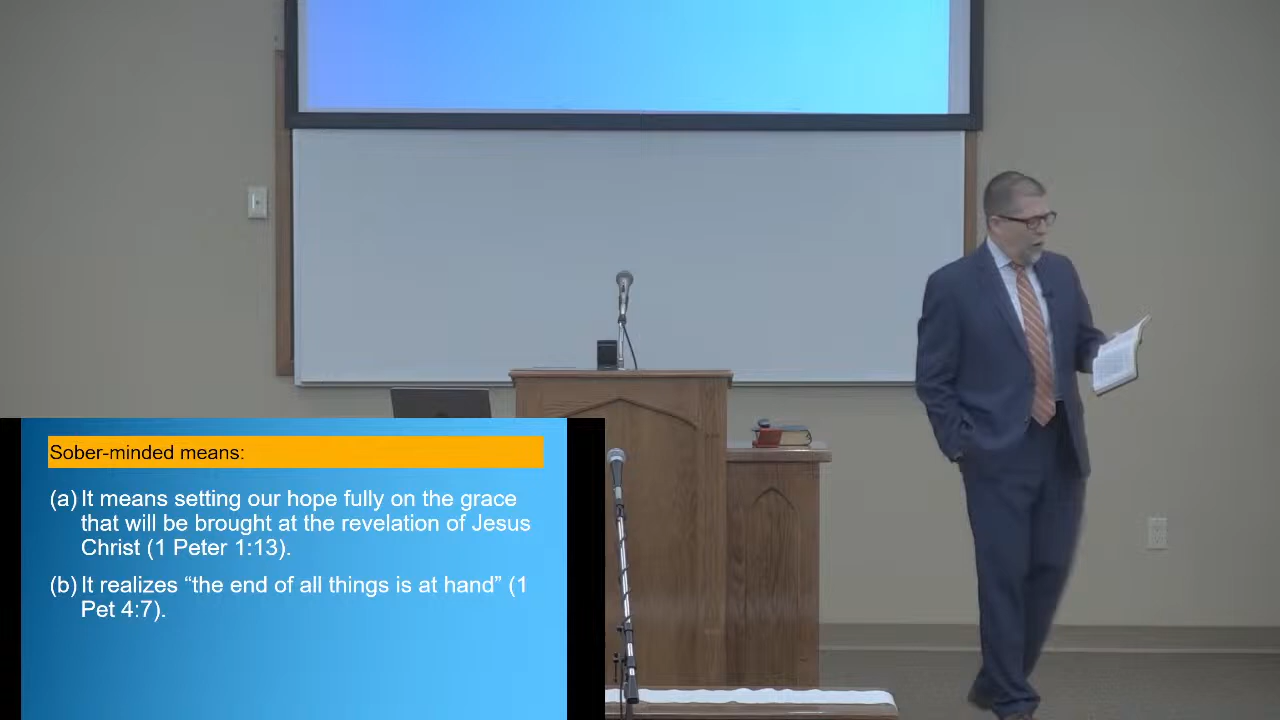 Sober-minded means:
(a) It means setting our hope fully on the grace
that will be brought at the revelation of Jesus
Christ (1 Peter 1:13).
(b) It realizes “the end of all things is at hand” (1
Pet 4:7).